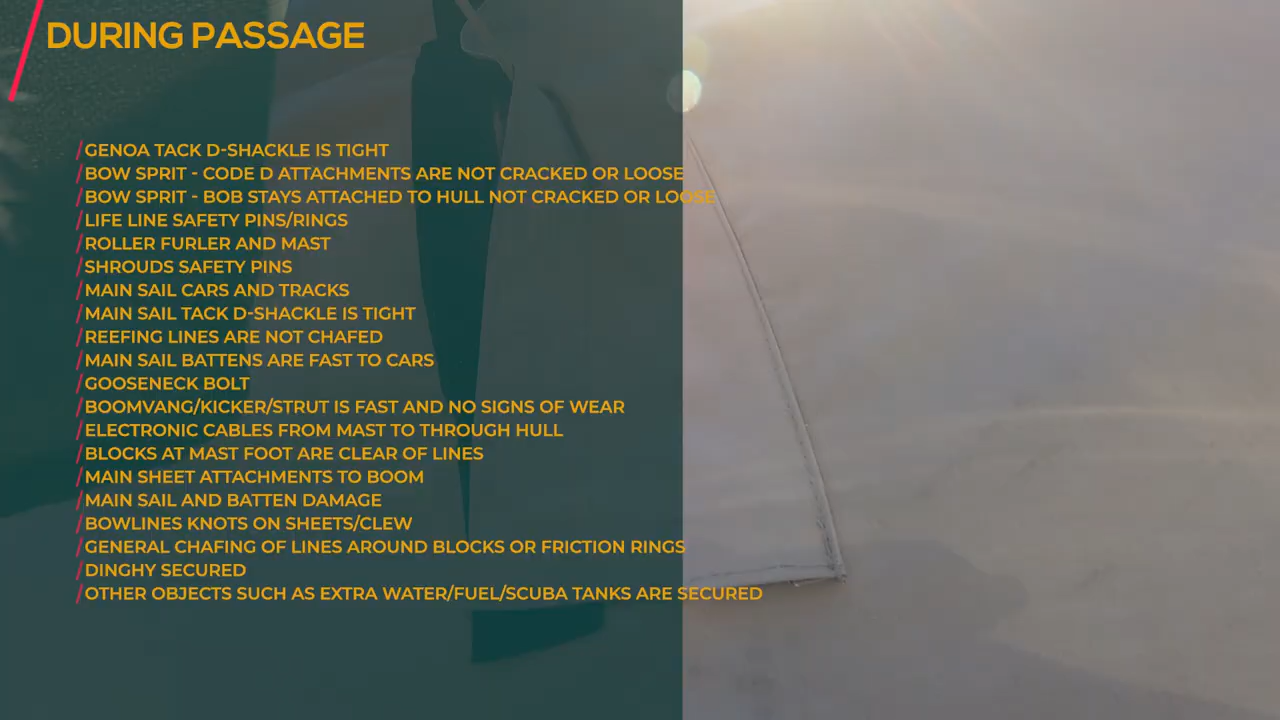 DURING PASSAGE
/GENOA TACK D-SHACKLE IS TIGHT
/BOW SPRIT - CODE D ATTACHMENTS ARE NOT CRACKED OR LOOSE
/BOW SPRIT - BOB STAYS ATTACHED TO HULL NOT CRACKED OR LOOSE
/LIFE LINE SAFETY PINS/RINGS
/ROLLER FURLER AND MAST
/SHROUDS SAFETY PINS
/MAIN SAIL CARS AND TRACKS
/MAIN SAIL TACK D-SHACKLE IS TIGHT
/REEFING LINES ARE NOT CHAFED
/MAIN SAIL BATTENS ARE FAST TO CARS
/GOOSENECK BOLT
/BOOMVANG/KICKER/STRUT IS FAST AND NO SIGNS OF WEAR
/ELECTRONIC CABLES FROM MAST TO THROUGH HULL
/BLOCKS AT MAST FOOT ARE CLEAR OF LINES
/MAIN SHEET ATTACHMENTS TO BOOM
/MAIN SAIL AND BATTEN DAMAGE
/BOWLINES KNOTS ON SHEETS/CLEW
/GENERAL CHAFING OF LINES AROUND BLOCKS OR FRICTION RINGS
/DINGHY SECURED
/OTHER OBJECTS SUCH AS EXTRA WATER/FUEL/SCUBA TANKS ARE SECURED